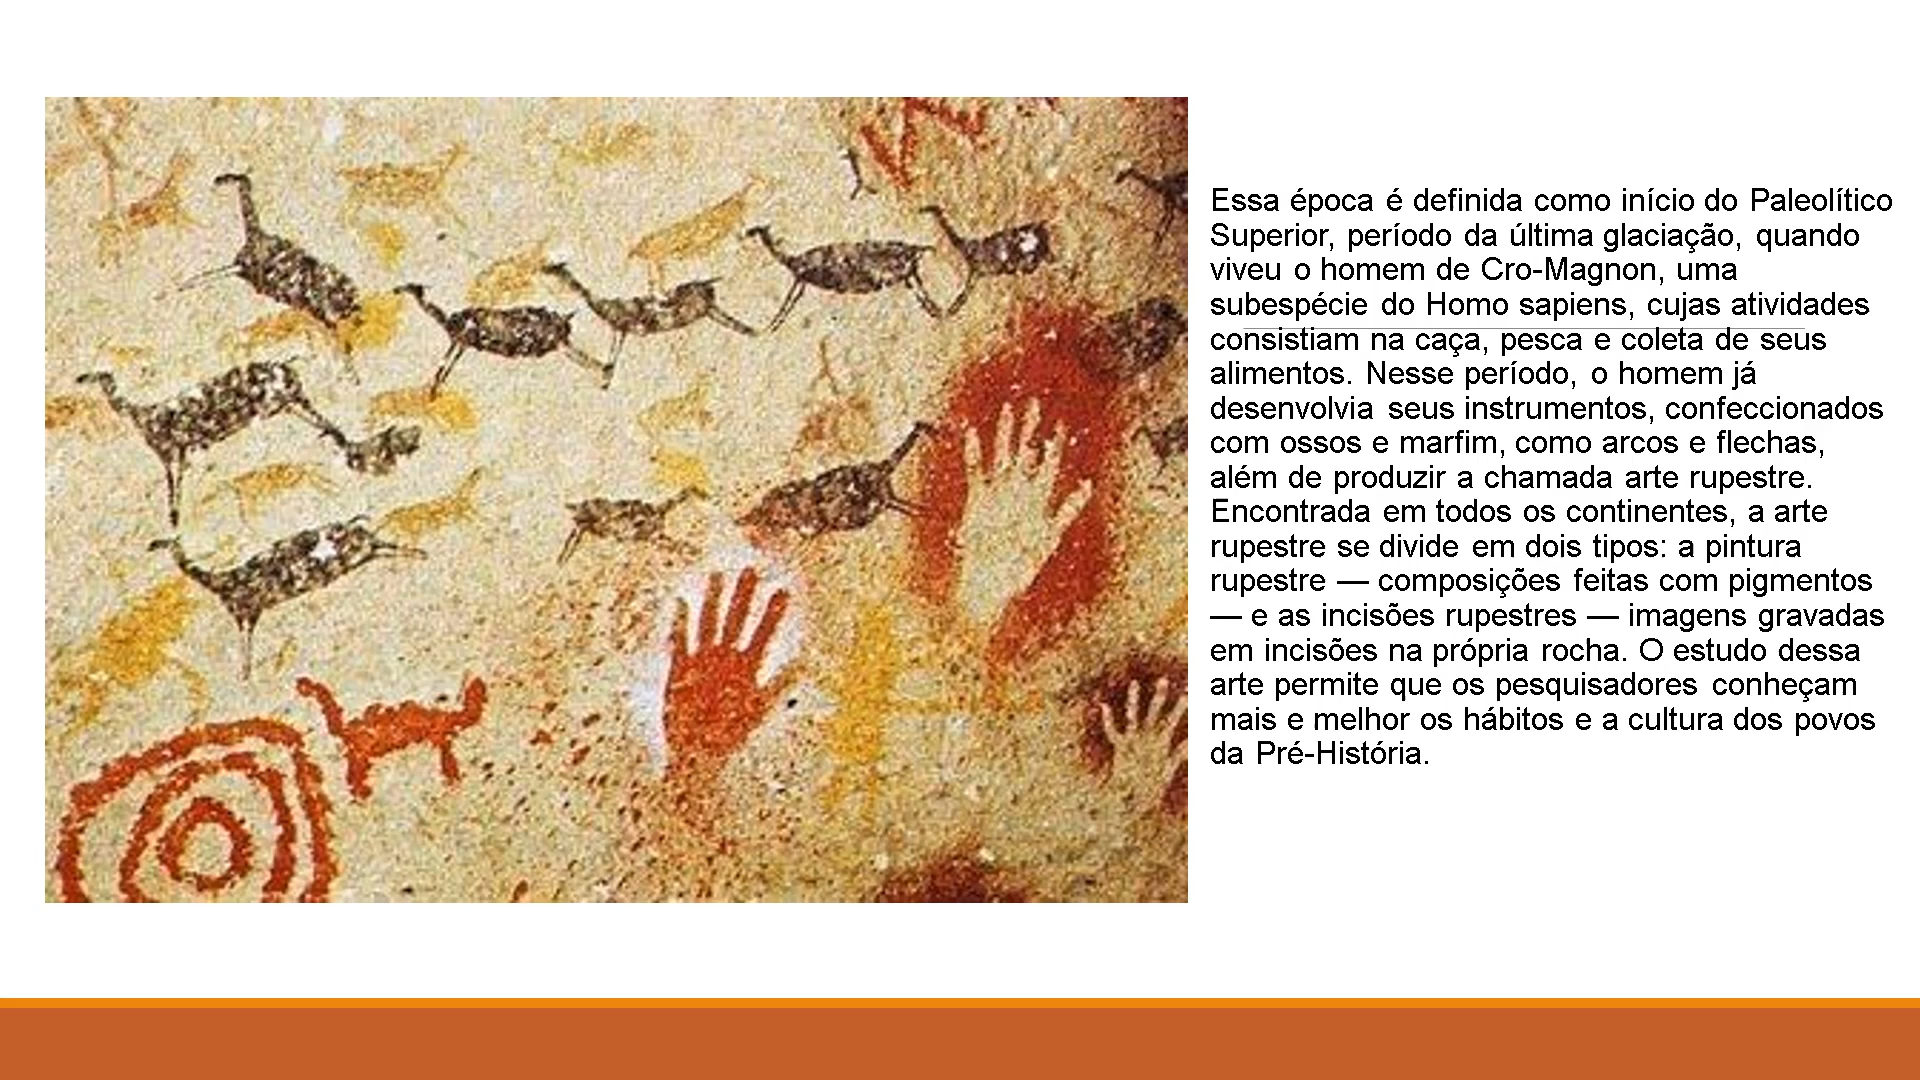 Essa época é definida como início do Paleolítico
Superior, período da última glaciação, quando
viveu o homem de Cro-Magnon, uma
subespécie do Homo sapiens, cujas atividades
consistiam na caça, pesca e coleta de seus
alimentos. Nesse período, o homem já
desenvolvia seus instrumentos, confeccionados
com ossos e marfim, como arcos e flechas,
além de produzir a chamada arte rupestre.
Encontrada em todos os continentes, a arte
rupestre se divide em dois tipos: a pintura
rupestre — composições feitas com pigmentos
— e as incisões rupestres — imagens gravadas
em incisões na própria rocha. O estudo dessa
arte permite que os pesquisadores conheçam
mais e melhor os hábitos e a cultura dos povos
da Pré-História.